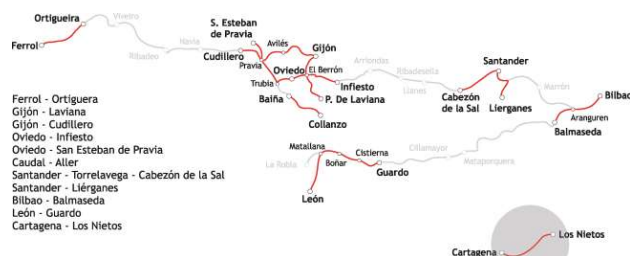 Ortigueira
Ferrol
Viveiro
Ribadeo
Navia
Cudillero
S. Esteban
de Pravia
Pravia
Avilés
Gijón
Oviedo
El Berrón
Trubia
Infiesto
Baiña
P. De Laviana
Collanzo
Arriondas
Ribadesella
Llanes
Santander
Cabezón
de la Sal
Llerganes
Marrón
Bilbao
Aranguren
Balmaseda
La Robla
Matallana
Boñar
Cistierna
Guardo
León
Cillamayor
Mataporquera
Ferrol - Ortiguera
Gijón - Laviana
Gijón - Cudillero
Oviedo - Infiesto
Oviedo - San Esteban de Pravia
Caudal - Aller
Santander - Torrelavega - Cabezón de la Sal
Santander - Liérganes
Bilbao - Balmaseda
León - Guardo
Cartagena - Los Nietos
Los Nietos
Cartagena